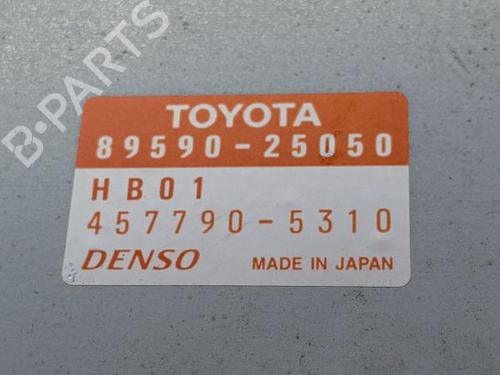 TOYOTA
89590-25050
HB01
457790-5310
DENSO MADE IN JAPAN
B-PARTS